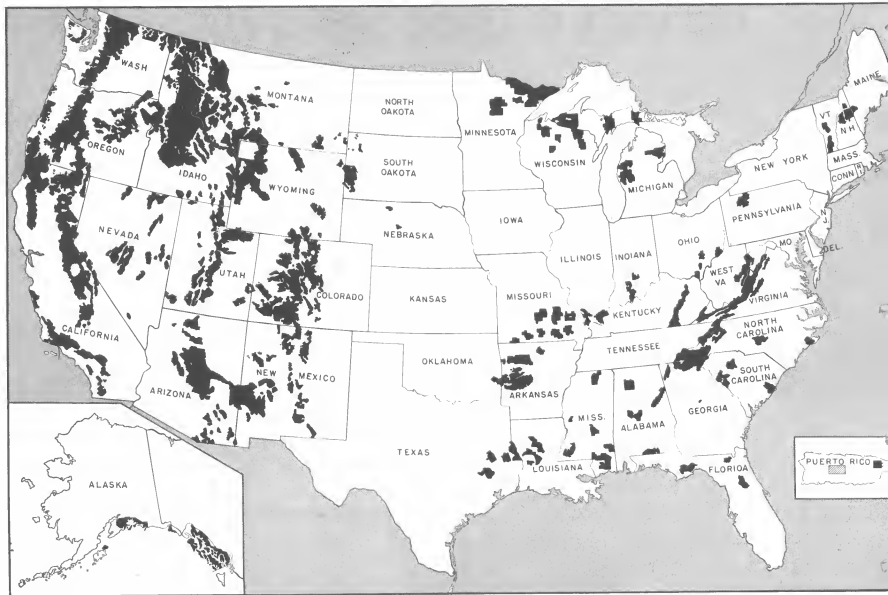 WASH
MONTANA
NORTH
OAKOTA
MINNESOTA
MAINE
VT
NH
OREGON
IDAHO
WYOMING
SOUTH
OAKOTA
WISCONSIN
MICHIGAN
NEW YORK
MASS.
CONN
R
I
NEVADA
UTAH
COLORADO
NEBRASKA
IOWA
ILLINOIS
INDIANA
OHIO
PENNSYLVANIA
N
J
MO
DEL.
WEST
VA
VIRGINIA
CALIFORNIA
KANSAS
MISSOURI
KENTUCKY
NORTH
CAROLINA
TENNESSEE
ARIZONA
NEW
MEXICO
OKLAHOMA
ARKANSAS
SOUTH
CAROLINA
MISS.
ALABAMA
GEORGIA
TEXAS
LOUISIANA
FLORIOA
ALASKA
PUERTO RICO